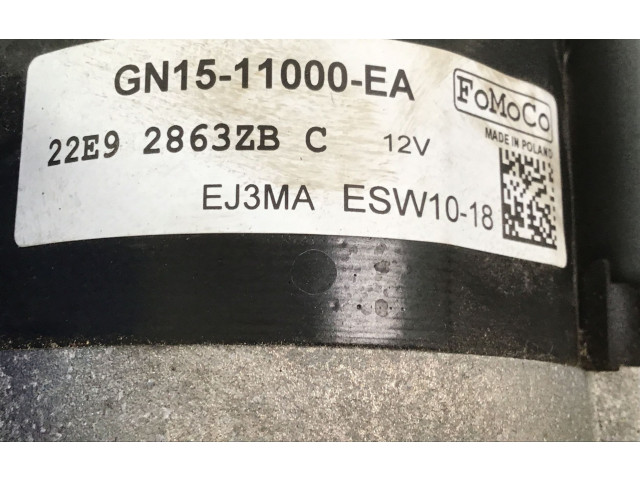 GN15-11000-EA
FoMoCo
MADE IN POLAND
22E9 2863ZB C 12V
EJ3MA ESW10-18